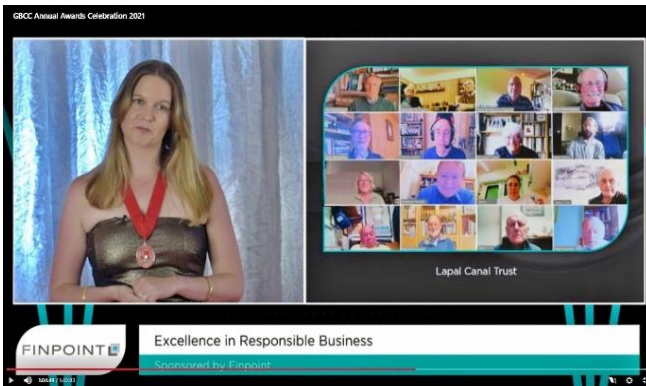 GBCC Annual Awards Celebration 2021
Lapal Canal Trust
FINPOINT
Excellence in Responsible Business
Sponsored by Finpoint